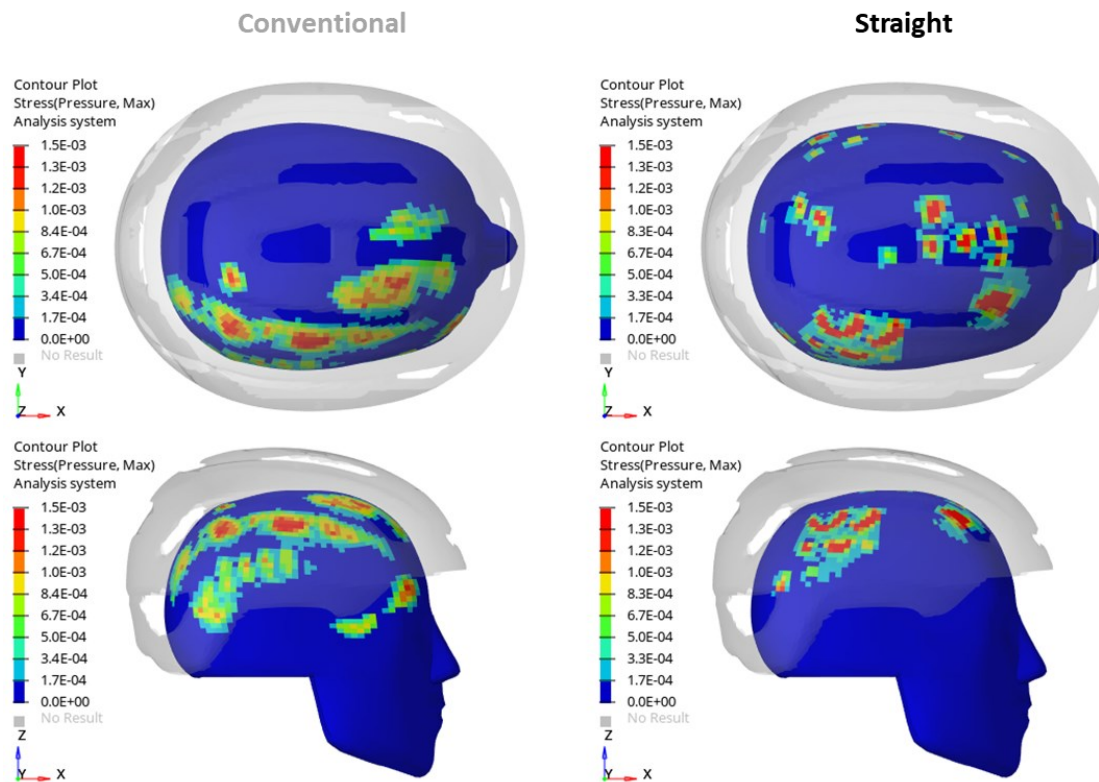 Conventional
Straight
Contour Plot
Stress(Pressure, Max)
Analysis system
1.5E-03
1.3E-03
1.2E-03
1.0E-03
8.4E-04
6.7E-04
5.0E-04
3.4E-04
1.7E-04
0.0E+00
No Result
Y
Z
X
Contour Plot
Stress(Pressure, Max)
Analysis system
1.5E-03
1.3E-03
1.2E-03
1.0E-03
8.3E-04
6.7E-04
5.0E-04
3.3E-04
1.7E-04
0.0E+00
No Result
Y
Z
X
Contour Plot
Stress(Pressure, Max)
Analysis system
1.5E-03
1.3E-03
1.2E-03
1.0E-03
8.4E-04
6.7E-04
5.0E-04
3.4E-04
1.7E-04
0.0E+00
No Result
Z
Y
X
Contour Plot
Stress(Pressure, Max)
Analysis system
1.5E-03
1.3E-03
1.2E-03
1.0E-03
8.3E-04
6.7E-04
5.0E-04
3.3E-04
1.7E-04
0.0E+00
No Result
Z
Y
X